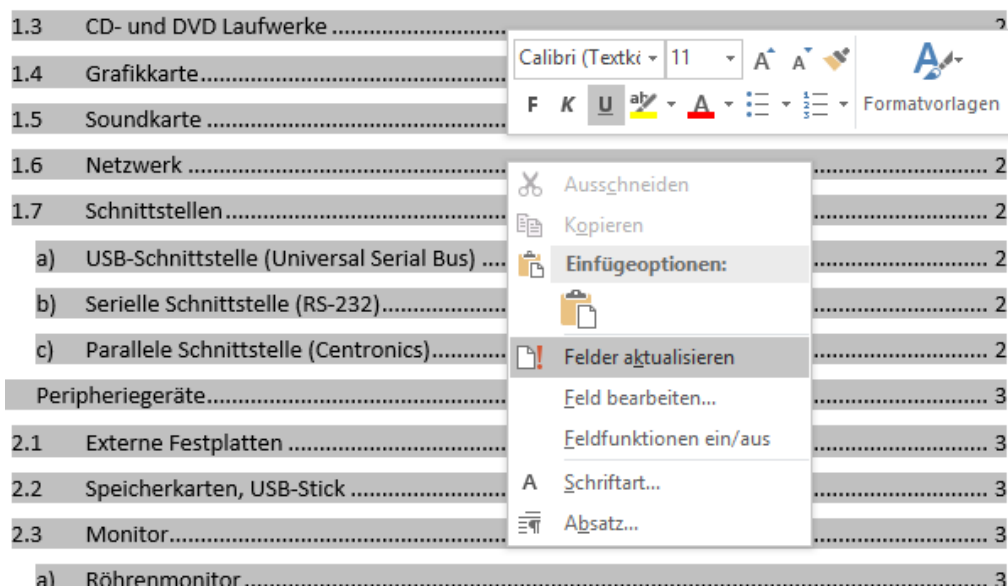 1.3 CD- und DVD Laufwerke ........ 2
Calibri (Textkö 11 A A
1.4 Grafikkarte........
F K U ab A Formatvorlagen
1.5 Soundkarte ........
1.6 Netzwerk ........ 2
Ausschneiden
1.7 Schnittstellen........ 2
Kopieren
a) USB-Schnittstelle (Universal Serial Bus) ........ 2
Einfügeoptionen:
b) Serielle Schnittstelle (RS-232)........ 2
c) Parallele Schnittstelle (Centronics)........ 2
Felder aktualisieren
Peripheriegeräte........ 3
Feld bearbeiten...
2.1 Externe Festplatten ........ 3
Feldfunktionen ein/aus
2.2 Speicherkarten, USB-Stick ........ 3
A Schriftart...
2.3 Monitor........ 3
Absatz...
a) Röhrenmonitor........ 3